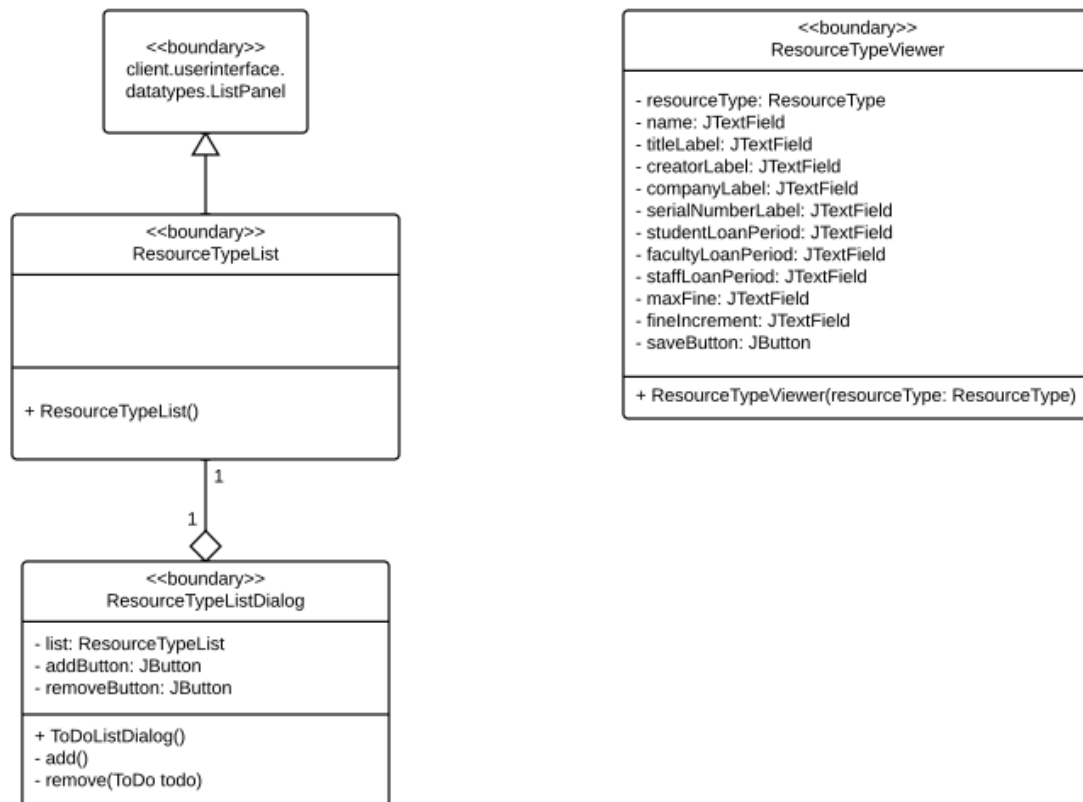 <<boundary>>
client.userinterface.
datatypes.ListPanel
<<boundary>>
ResourceTypeList
+ ResourceTypeList()
1
1
<<boundary>>
ResourceTypeListDialog
- list: ResourceTypeList
- addButton: JButton
- removeButton: JButton
+ ToDoListDialog()
- add()
- remove(ToDo todo)
<<boundary>>
ResourceTypeViewer
- resourceType: ResourceType
- name: JTextField
- titleLabel: JTextField
- creatorLabel: JTextField
- companyLabel: JTextField
- serialNumberLabel: JTextField
- studentLoanPeriod: JTextField
- facultyLoanPeriod: JTextField
- staffLoanPeriod: JTextField
- maxFine: JTextField
- fineIncrement: JTextField
- saveButton: JButton
+ ResourceTypeViewer(resourceType: ResourceType)